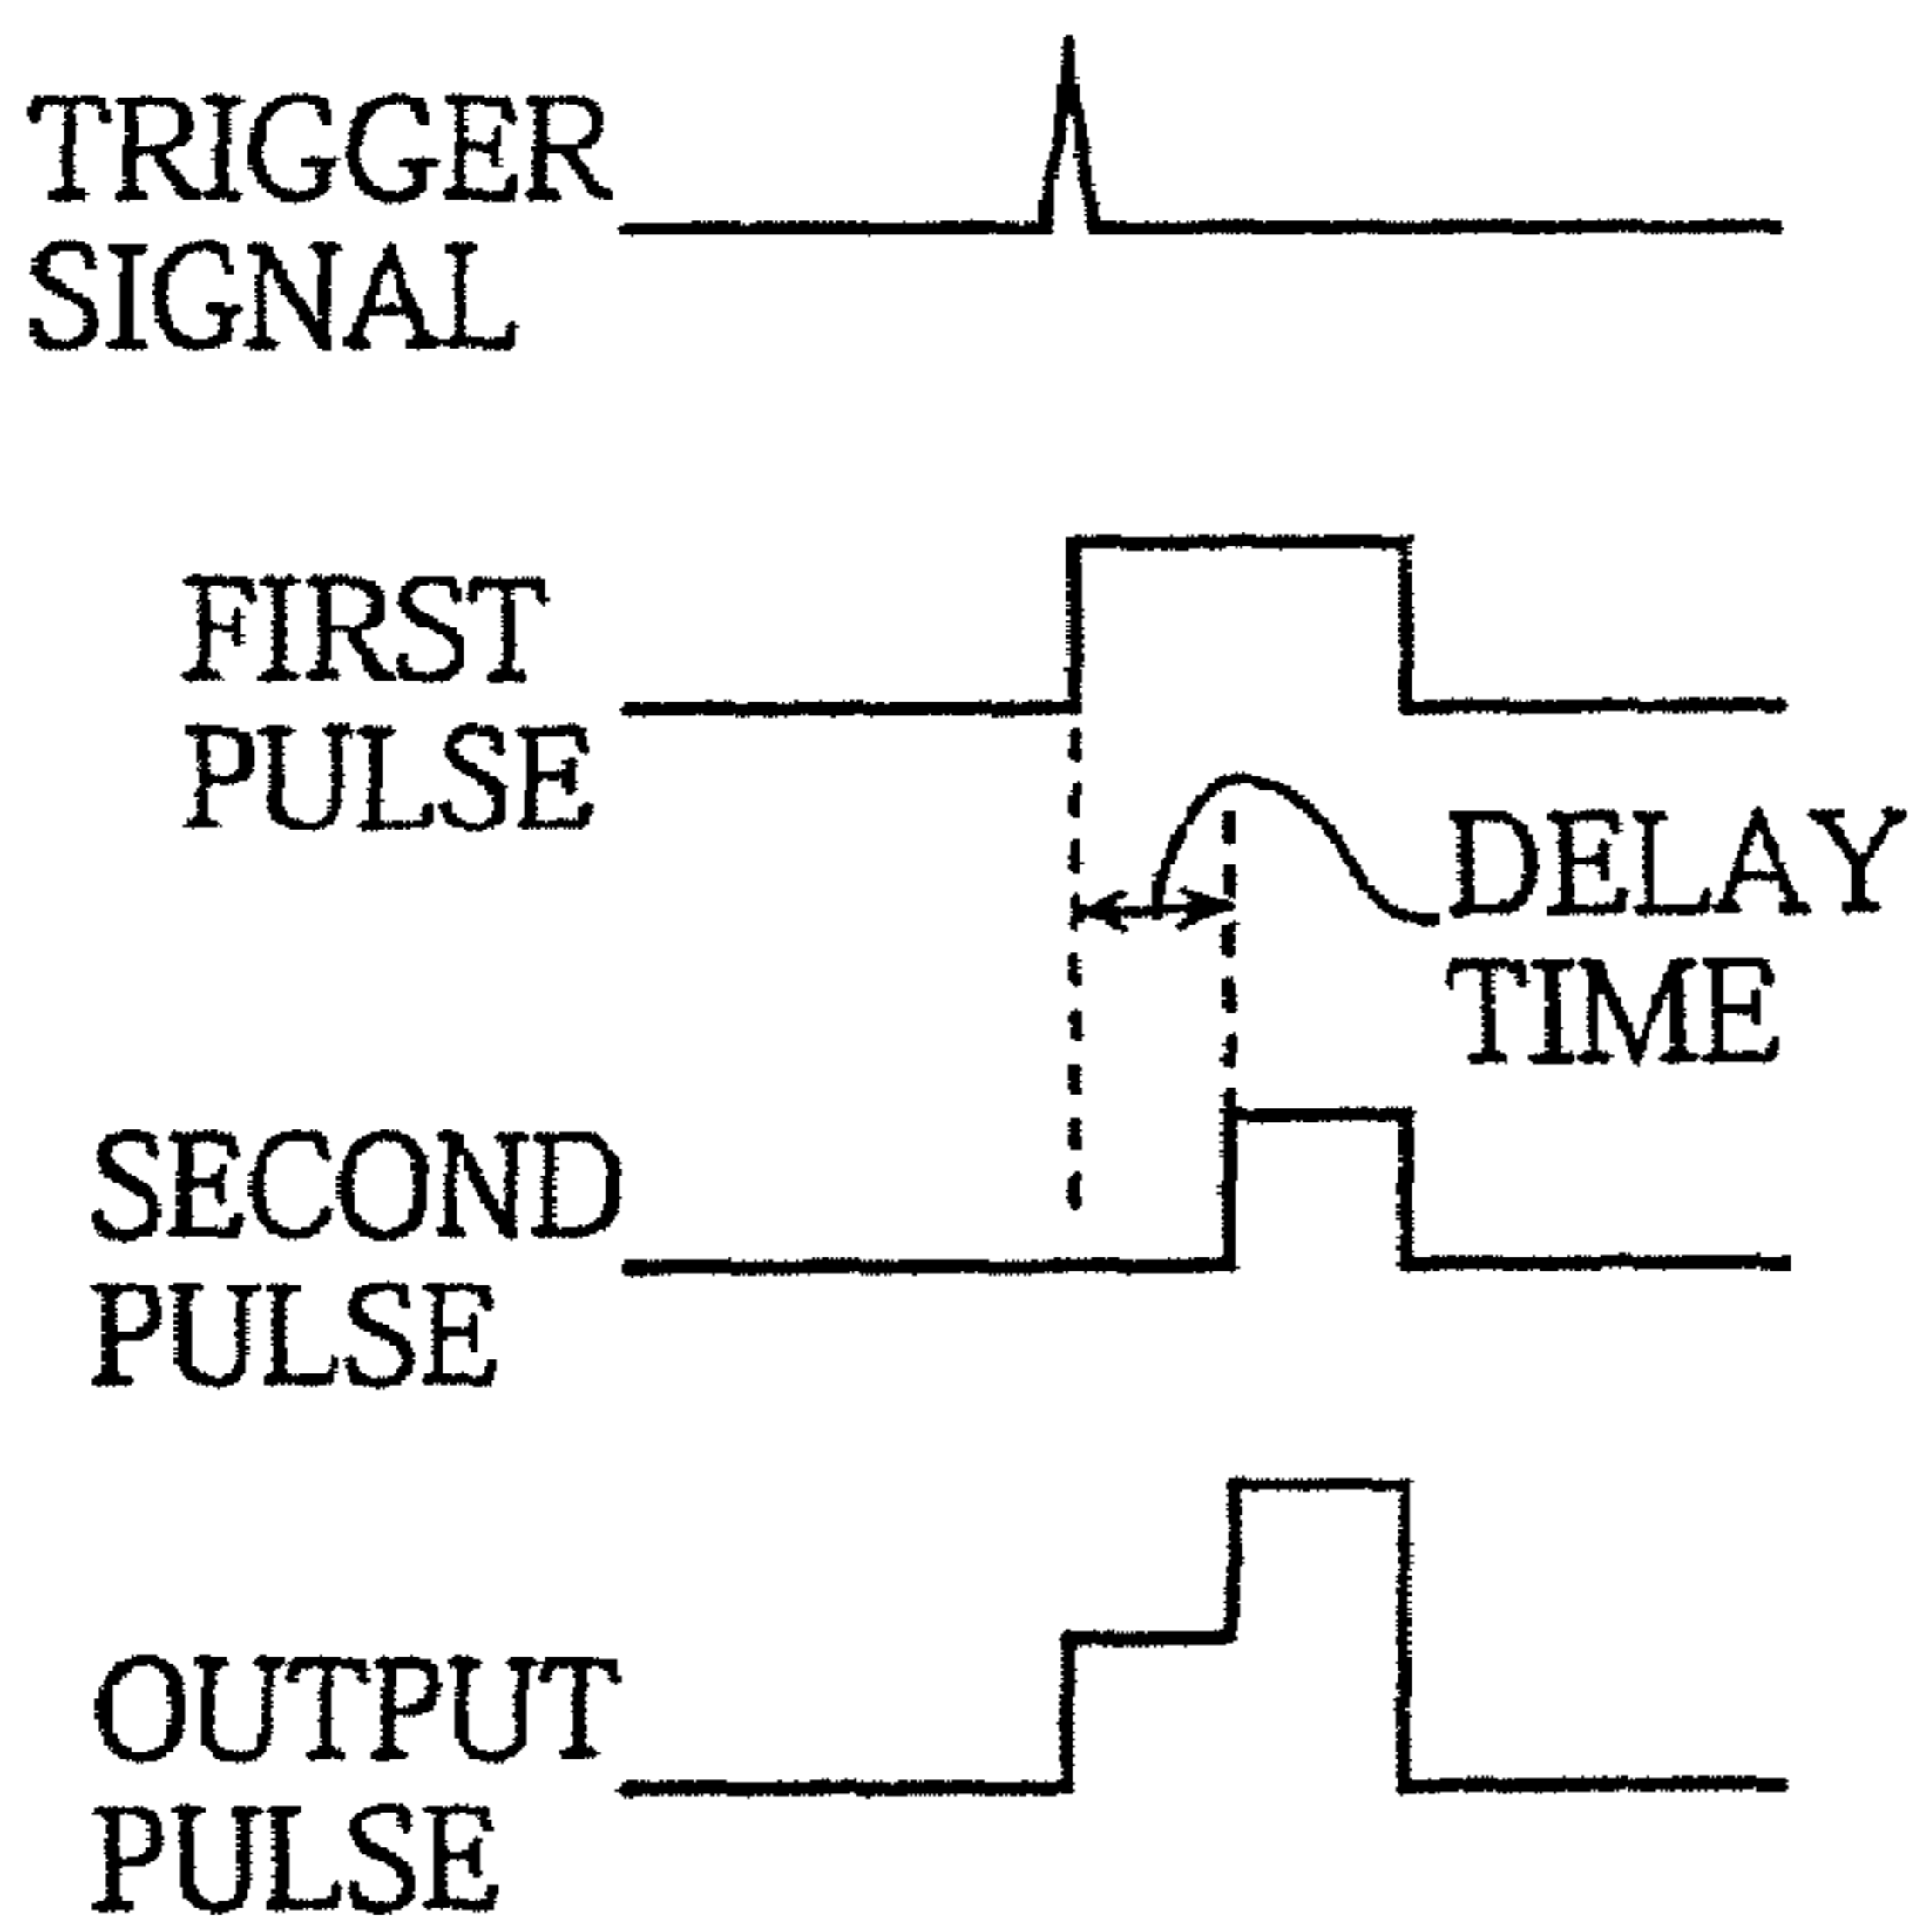 TRIGGER
SIGNAL
FIRST
PULSE
DELAY
TIME
SECOND
PULSE
OUTPUT
PULSE